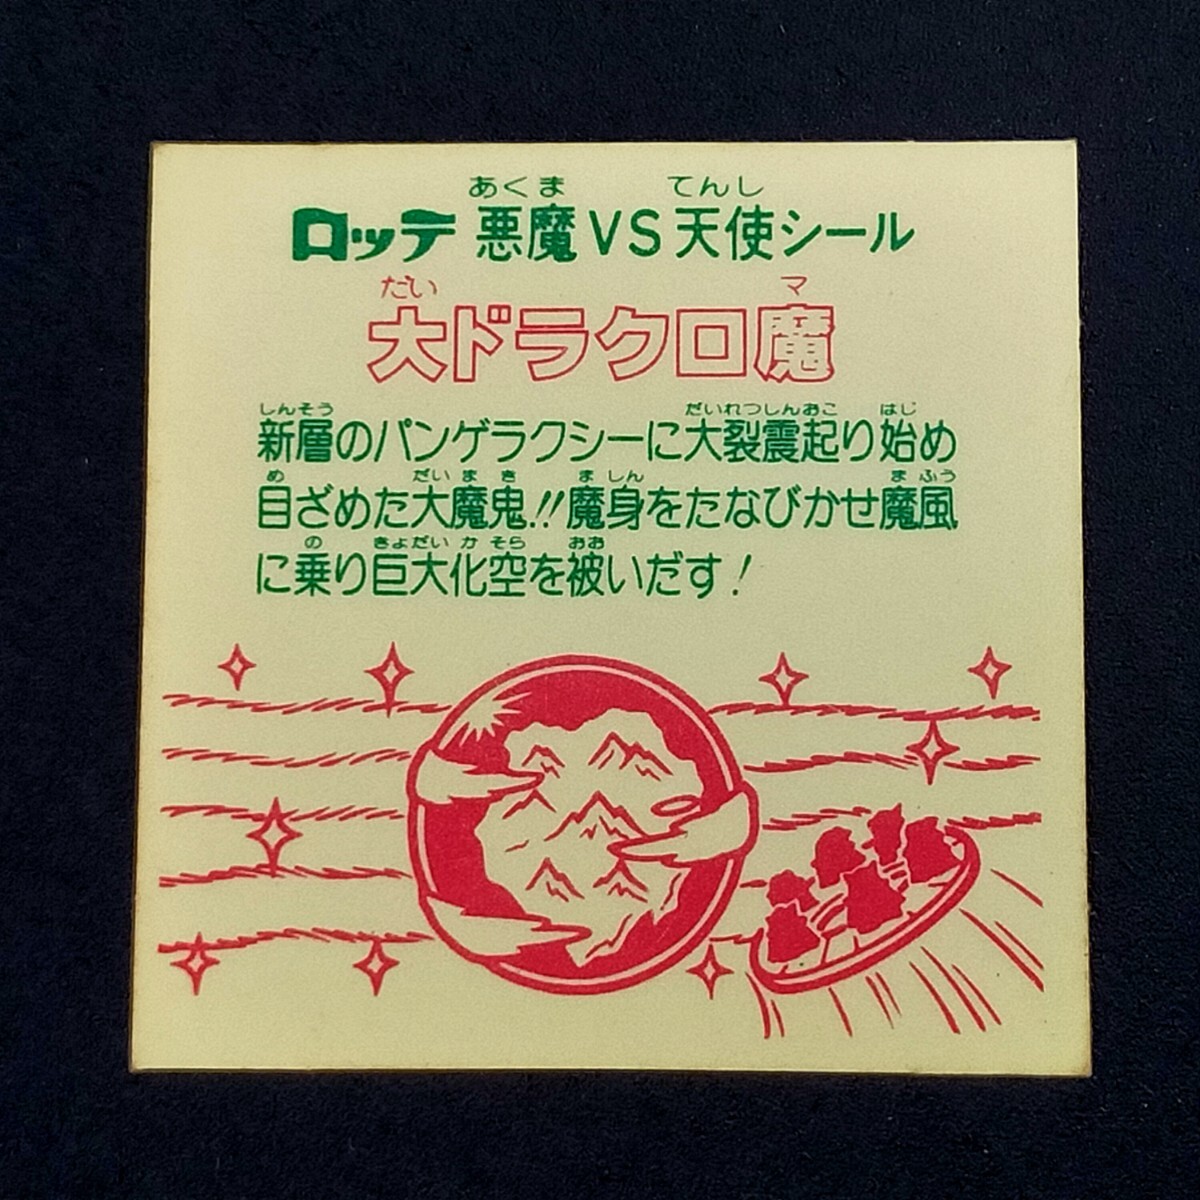 あくま てんし
ロッテ 悪魔VS天使シール
だい マ
大ドラクロ魔
しんそう だいれつしんおこ はじ
新層のパンゲラクシーに大裂震起り始め
め だいまき ましん まふう
目ざめた大魔鬼!!魔身をたなびかせ魔風
の きょだいかそら おお
に乗り巨大化空を被いだす!